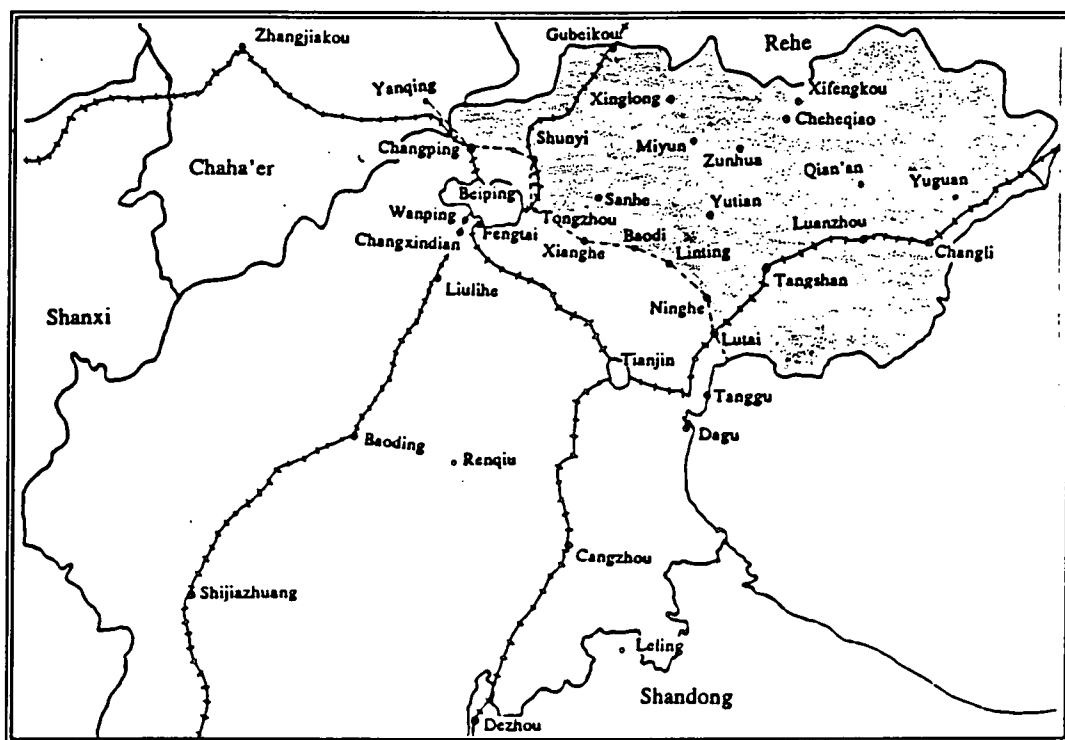 Zhangjiakou
Gubeikou
Rehe
Yanqing
Xinglong
Xifengkou
Cheheqiao
Shunyi
Changping
Miyun
Zunhua
Chaha'er
Qian'an
Yuguan
Beiping
Sanhe
Yutian
Wanping
Tongzhou
Luanzhou
Fengtai
Changxindian
Baodi
Xianghe
Liming
Changli
Liulihe
Tangshan
Ninghe
Shanxi
Lutai
Tianjin
Tanggu
Dagu
Baoding
Renqiu
Cangzhou
Shijiazhuang
Leling
Shandong
Dezhou